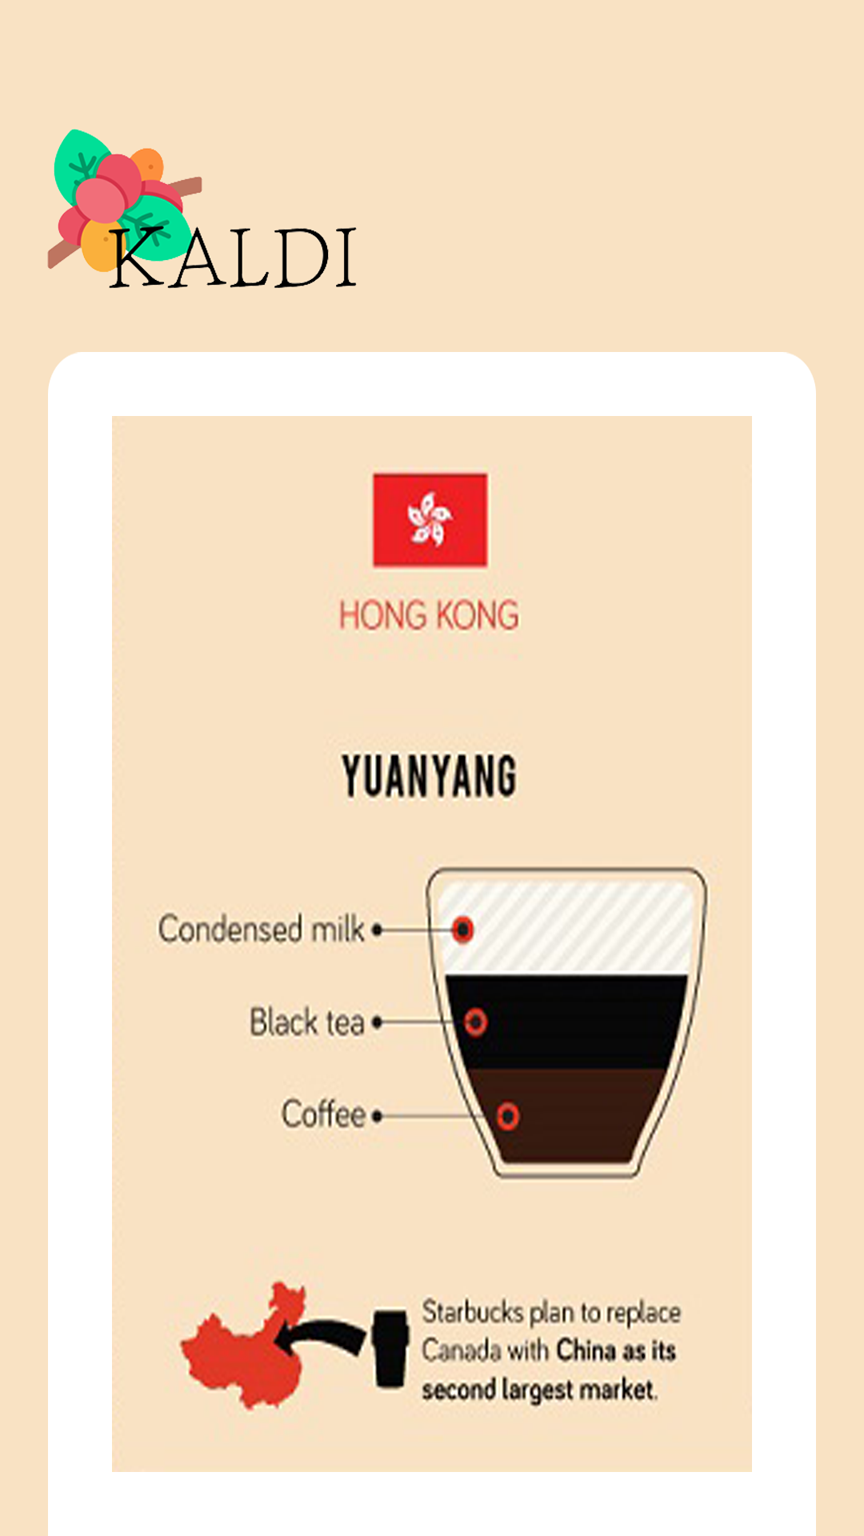 KALDI
HONG KONG
YUANYANG
Condensed milk
Black tea
Coffee
Starbucks plan to replace
Canada with China as its
second largest market.